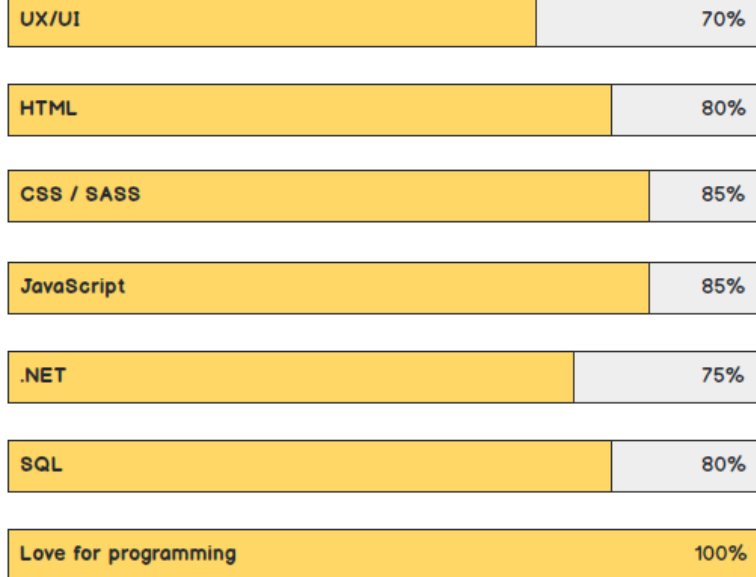 UX/UI 70%
HTML 80%
CSS / SASS 85%
JavaScript 85%
.NET 75%
SQL 80%
Love for programming 100%